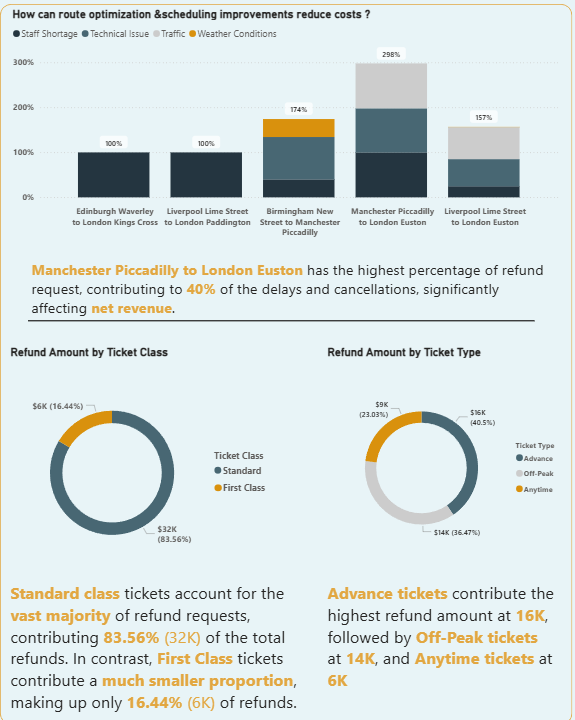 How can route optimization &scheduling improvements reduce costs ?
Staff Shortage Technical Issue Traffic Weather Conditions
300%
200%
100%
0%
100%
100%
174%
298%
157%
Edinburgh Waverley
to London Kings Cross
Liverpool Lime Street
to London Paddington
Birmingham New
Street to Manchester
Piccadilly
Manchester Piccadilly
to London Euston
Liverpool Lime Street
to London Euston
Manchester Piccadilly to London Euston has the highest percentage of refund
request, contributing to 40% of the delays and cancellations, significantly
affecting net revenue.
Refund Amount by Ticket Class
$6K (16.44%)
$32K
(83.56%)
Ticket Class
Standard
First Class
Refund Amount by Ticket Type
$9K
(23.03%)
$16K
(40.5%)
$14K (36.47%)
Ticket Type
Advance
Off-Peak
Anytime
Standard class tickets account for the
vast majority of refund requests,
contributing 83.56% (32K) of the total
refunds. In contrast, First Class tickets
contribute a much smaller proportion,
making up only 16.44% (6K) of refunds.
Advance tickets contribute the
highest refund amount at 16K,
followed by Off-Peak tickets
at 14K, and Anytime tickets at
6K